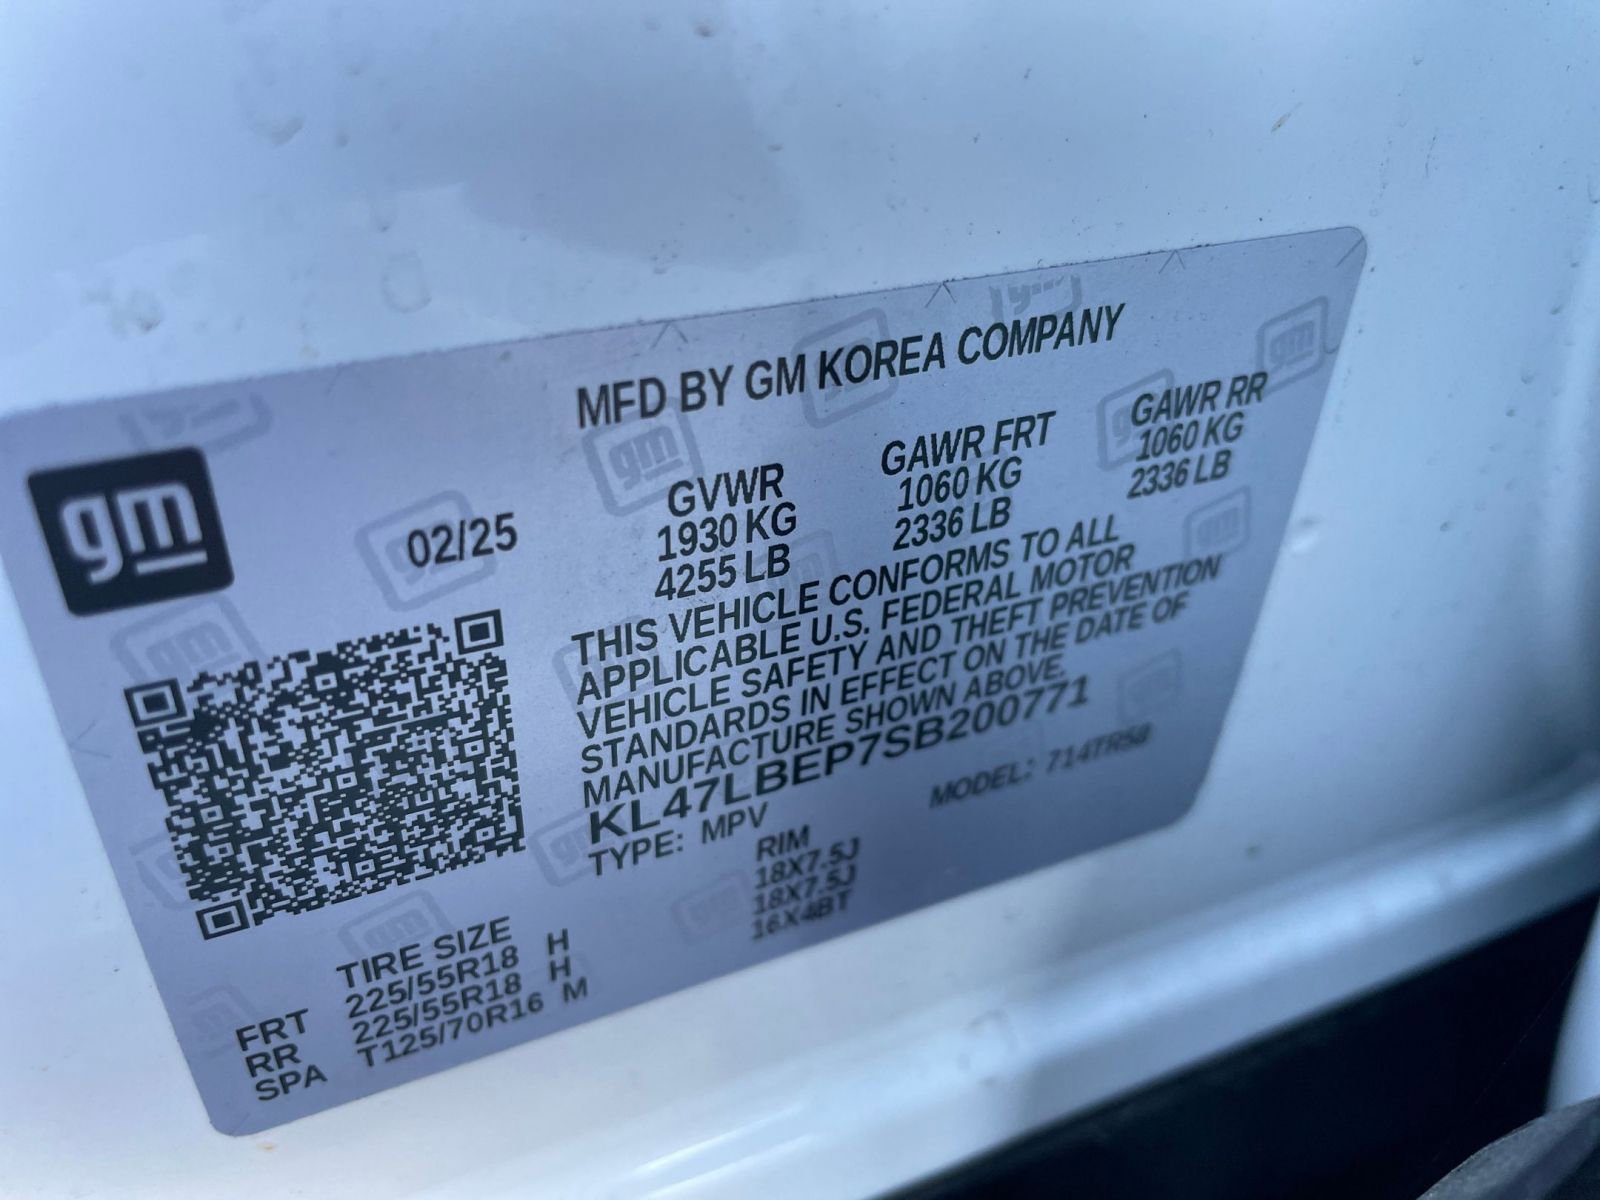 MFD BY GM KOREA COMPANY
gm
02/25
GVWR GAWR FRT GAWR RR
1930 KG 1060 KG 1060 KG
4255 LB 2336 LB 2336 LB
THIS VEHICLE CONFORMS TO ALL
APPLICABLE U.S. FEDERAL MOTOR
VEHICLE SAFETY AND THEFT PREVENTION
STANDARDS IN EFFECT ON THE DATE OF
MANUFACTURE SHOWN ABOVE.
KL47LBEP7SB200771
TYPE: MPV MODEL: 714TR58
TIRE SIZE RIM
FRT 225/55R18 H 18X7.5J
RR 225/55R18 H 18X7.5J
SPA T125/70R16 M 16X4BT